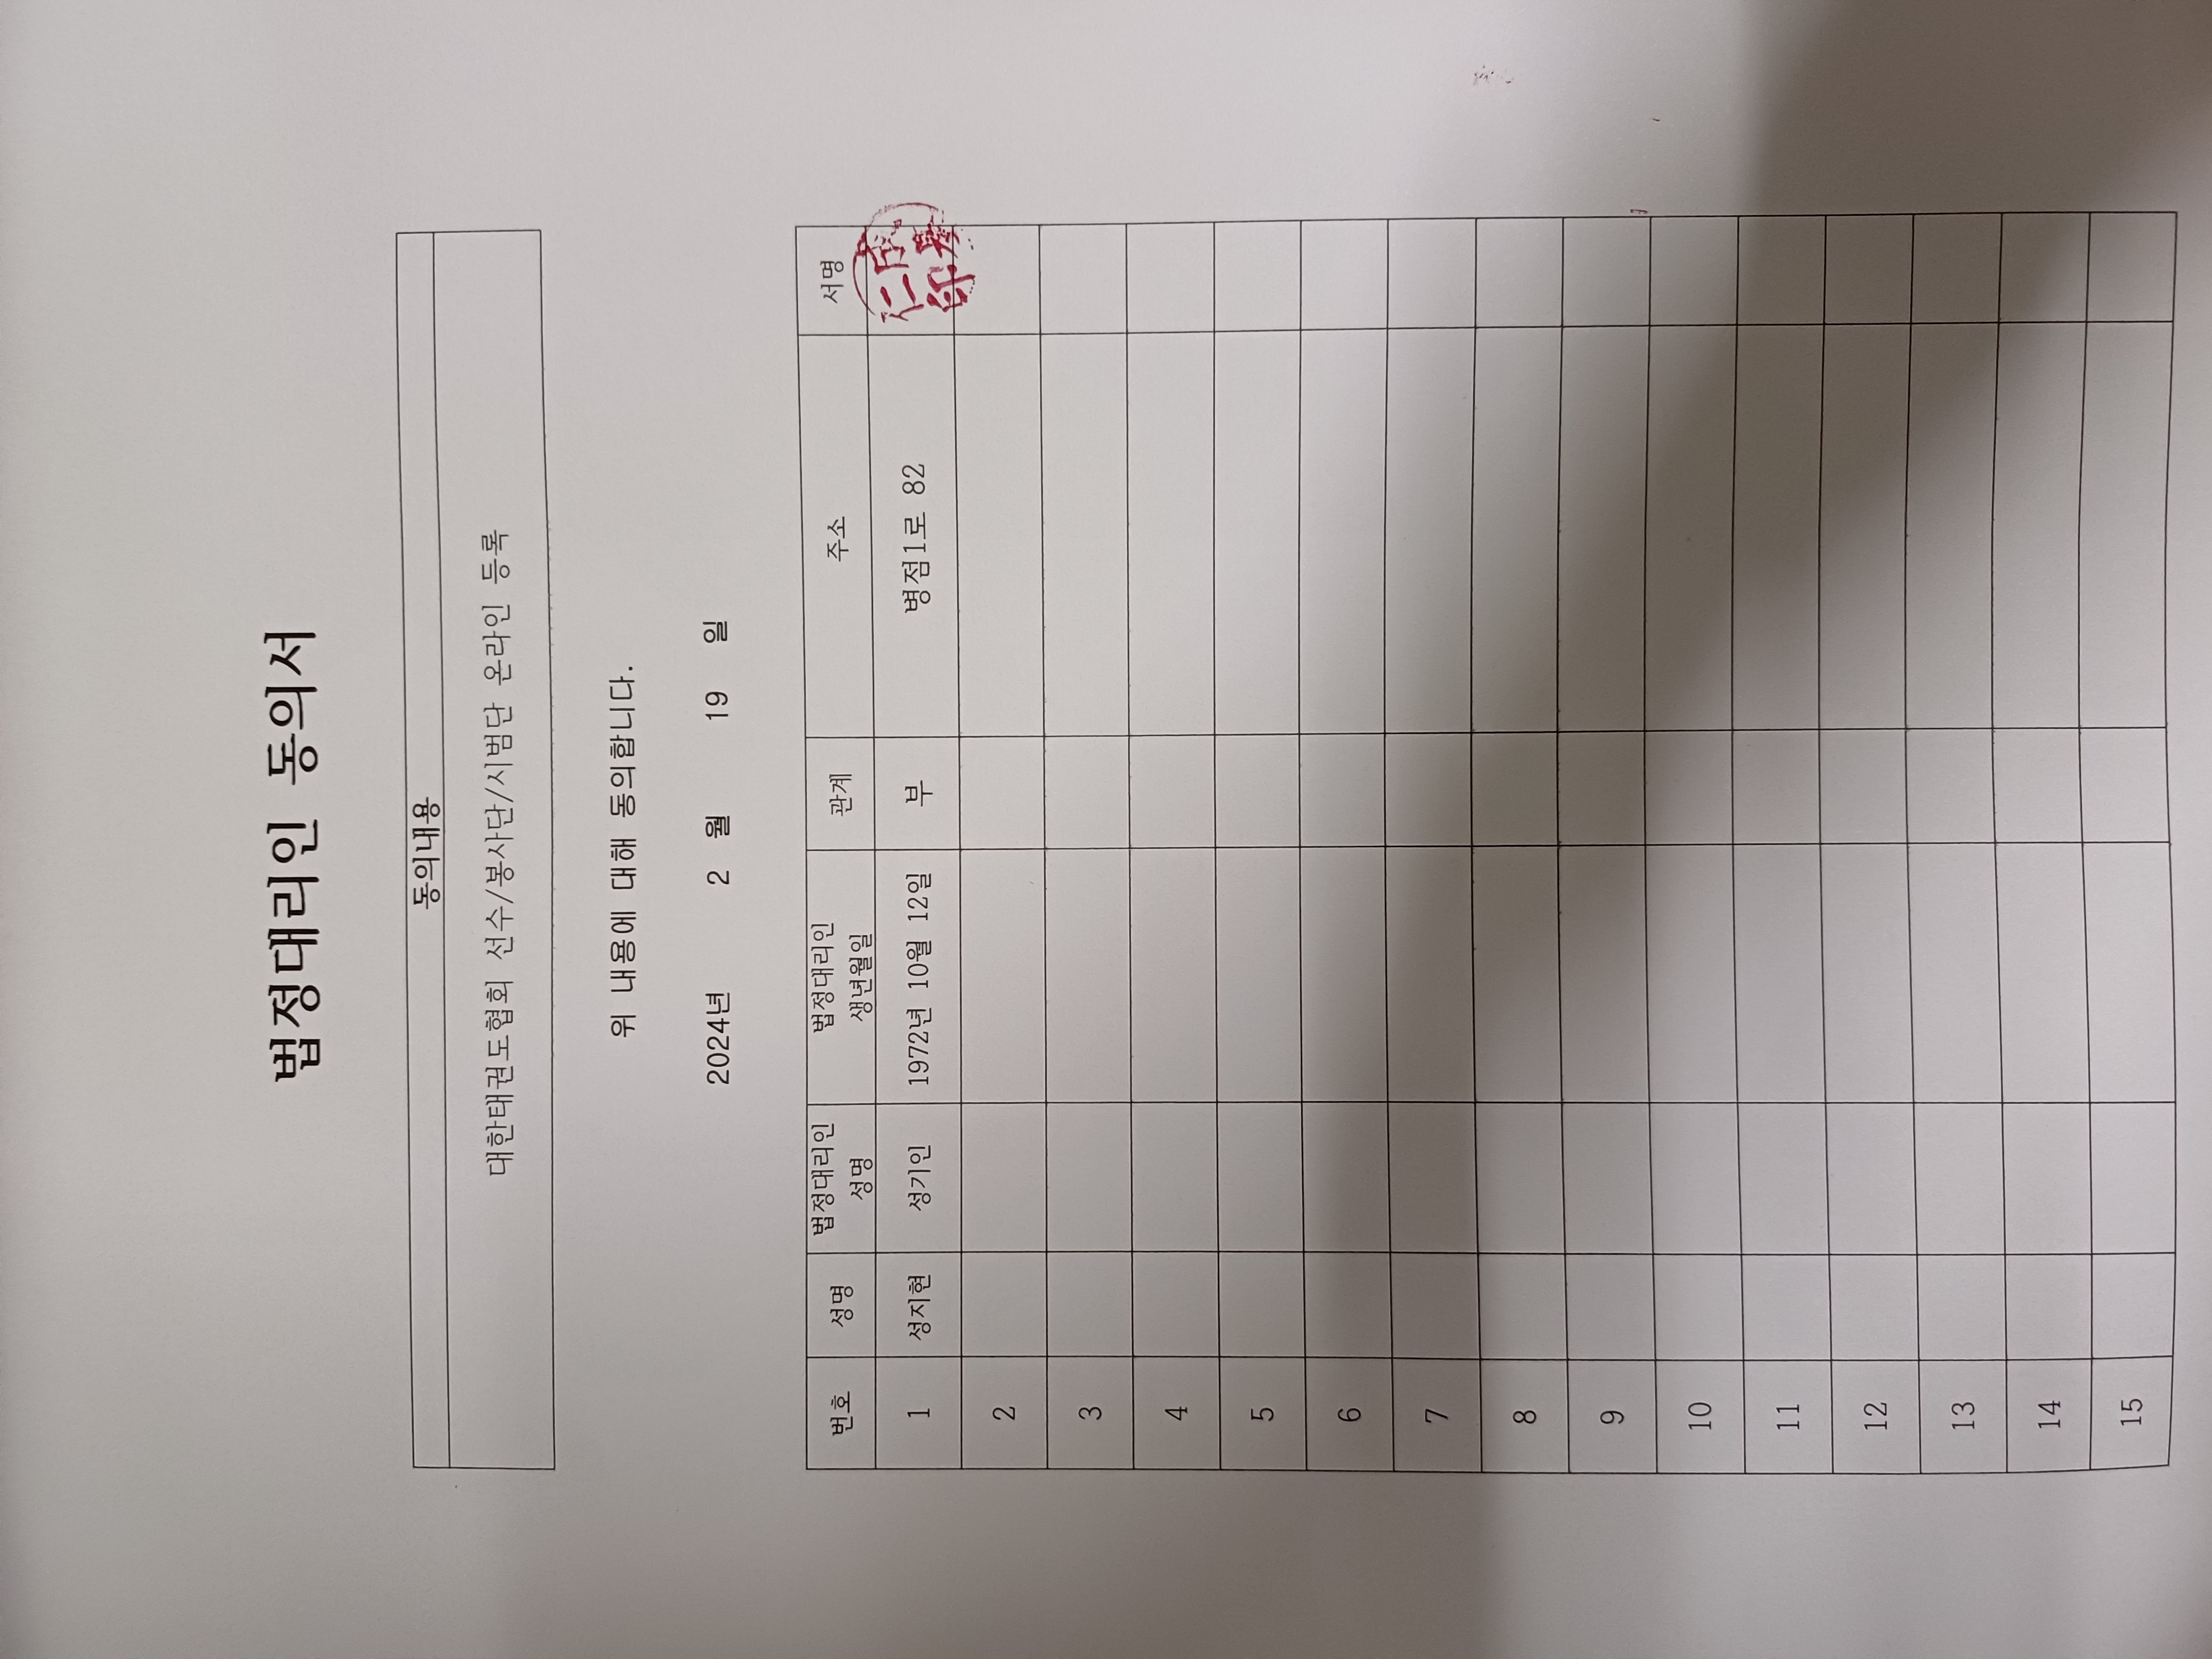 법정대리인 동의서
동의내용
대한태권도협회 선수/봉사단/시범단 온라인 등록
위 내용에 대해 동의합니다.
2024년 2 월 19 일
번호 성명 법정대리인 성명 법정대리인 생년월일 관계 주소 서명
1 성지현 성기인 1972년 10월 12일 부 병점1로 82
2
3
4
5
6
7
8
9
10
11
12
13
14
15